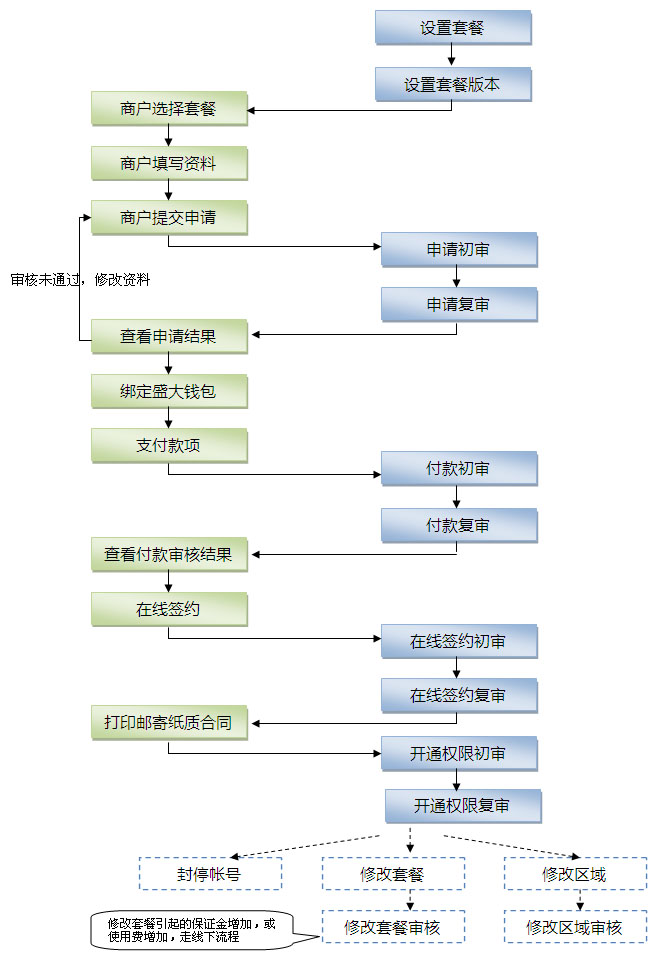 设置套餐
设置套餐版本
商户选择套餐
商户填写资料
商户提交申请
申请初审
审核未通过，修改资料
申请复审
查看申请结果
绑定盛大钱包
支付款项
付款初审
付款复审
查看付款审核结果
在线签约
在线签约初审
在线签约复审
打印邮寄纸质合同
开通权限初审
开通权限复审
封停帐号
修改套餐
修改区域
修改套餐引起的保证金增加，或
使用费增加，走线下流程
修改套餐审核
修改区域审核